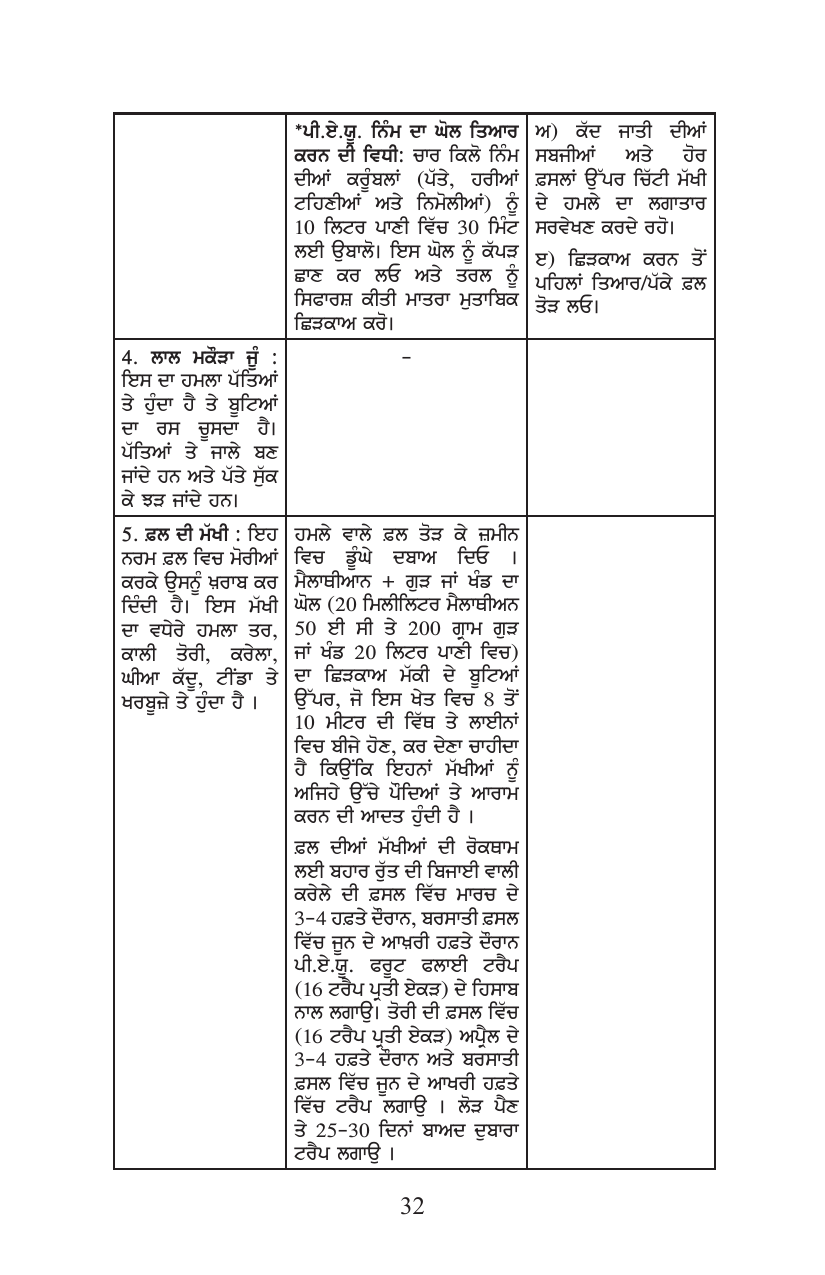 *ਪੀ.ਏ.ਯੂ. ਨਿੰਮ ਦਾ ਘੋਲ ਤਿਆਰ
ਕਰਨ ਦੀ ਵਿਧੀ: ਚਾਰ ਕਿਲੋ ਨਿੰਮ
ਦੀਆਂ ਕਰੂੰਬਲਾਂ (ਪੱਤੇ, ਹਰੀਆਂ
ਟਹਿਣੀਆਂ ਅਤੇ ਨਿਮੋਲੀਆਂ) ਨੂੰ
10 ਲਿਟਰ ਪਾਣੀ ਵਿੱਚ 30 ਮਿੰਟ
ਲਈ ਉਬਾਲੋ। ਇਸ ਘੋਲ ਨੂੰ ਕੱਪੜ
ਛਾਣ ਕਰ ਲਓ ਅਤੇ ਤਰਲ ਨੂੰ
ਸਿਫਾਰਸ਼ ਕੀਤੀ ਮਾਤਰਾ ਮੁਤਾਬਿਕ
ਛਿੜਕਾਅ ਕਰੋ।
ਅ) ਕੱਦ ਜਾਤੀ ਦੀਆਂ
ਸਬਜੀਆਂ ਅਤੇ ਹੋਰ
ਫ਼ਸਲਾਂ ਉੱਪਰ ਚਿੱਟੀ ਮੱਖੀ
ਦੇ ਹਮਲੇ ਦਾ ਲਗਾਤਾਰ
ਸਰਵੇਖਣ ਕਰਦੇ ਰਹੋ।
ੲ) ਛਿੜਕਾਅ ਕਰਨ ਤੋਂ
ਪਹਿਲਾਂ ਤਿਆਰ/ਪੱਕੇ ਫ਼ਲ
ਤੋੜ ਲਓ।
4. ਲਾਲ ਮਕੌੜਾ ਜੂੰ :
ਇਸ ਦਾ ਹਮਲਾ ਪੱਤਿਆਂ
ਤੇ ਹੁੰਦਾ ਹੈ ਤੇ ਬੂਟਿਆਂ
ਦਾ ਰਸ ਚੂਸਦਾ ਹੈ।
ਪੱਤਿਆਂ ਤੇ ਜਾਲੇ ਬਣ
ਜਾਂਦੇ ਹਨ ਅਤੇ ਪੱਤੇ ਸੁੱਕ
ਕੇ ਝੜ ਜਾਂਦੇ ਹਨ।
-
5. ਫ਼ਲ ਦੀ ਮੱਖੀ : ਇਹ
ਨਰਮ ਫ਼ਲ ਵਿਚ ਮੋਰੀਆਂ
ਕਰਕੇ ਉਸਨੂੰ ਖ਼ਰਾਬ ਕਰ
ਦਿੰਦੀ ਹੈ। ਇਸ ਮੱਖੀ
ਦਾ ਵਧੇਰੇ ਹਮਲਾ ਤਰ,
ਕਾਲੀ ਤੋਰੀ, ਕਰੇਲਾ,
ਘੀਆ ਕੱਦੂ, ਟੀਂਡਾ ਤੇ
ਖਰਬੂਜ਼ੇ ਤੇ ਹੁੰਦਾ ਹੈ ।
ਹਮਲੇ ਵਾਲੇ ਫ਼ਲ ਤੋੜ ਕੇ ਜ਼ਮੀਨ
ਵਿਚ ਡੂੰਘੇ ਦਬਾਅ ਦਿਓ ।
ਮੈਲਾਥੀਆਨ + ਗੁੜ ਜਾਂ ਖੰਡ ਦਾ
ਘੋਲ (20 ਮਿਲੀਲਿਟਰ ਮੈਲਾਥੀਅਨ
50 ਈ ਸੀ ਤੇ 200 ਗ੍ਰਾਮ ਗੁੜ
ਜਾਂ ਖੰਡ 20 ਲਿਟਰ ਪਾਣੀ ਵਿਚ)
ਦਾ ਛਿੜਕਾਅ ਮੱਕੀ ਦੇ ਬੂਟਿਆਂ
ਉੱਪਰ, ਜੋ ਇਸ ਖੇਤ ਵਿਚ 8 ਤੋਂ
10 ਮੀਟਰ ਦੀ ਵਿੱਥ ਤੇ ਲਾਈਨਾਂ
ਵਿਚ ਬੀਜੇ ਹੋਣ, ਕਰ ਦੇਣਾ ਚਾਹੀਦਾ
ਹੈ ਕਿਉਂਕਿ ਇਹਨਾਂ ਮੱਖੀਆਂ ਨੂੰ
ਅਜਿਹੇ ਉੱਚੇ ਪੌਦਿਆਂ ਤੇ ਆਰਾਮ
ਕਰਨ ਦੀ ਆਦਤ ਹੁੰਦੀ ਹੈ ।
ਫ਼ਲ ਦੀਆਂ ਮੱਖੀਆਂ ਦੀ ਰੋਕਥਾਮ
ਲਈ ਬਹਾਰ ਰੁੱਤ ਦੀ ਬਿਜਾਈ ਵਾਲੀ
ਕਰੇਲੇ ਦੀ ਫ਼ਸਲ ਵਿੱਚ ਮਾਰਚ ਦੇ
3-4 ਹਫ਼ਤੇ ਦੌਰਾਨ, ਬਰਸਾਤੀ ਫ਼ਸਲ
ਵਿੱਚ ਜੂਨ ਦੇ ਆਖ਼ਰੀ ਹਫ਼ਤੇ ਦੌਰਾਨ
ਪੀ.ਏ.ਯੂ. ਫਰੂਟ ਫਲਾਈ ਟਰੈਪ
(16 ਟਰੈਪ ਪ੍ਰਤੀ ਏਕੜ) ਦੇ ਹਿਸਾਬ
ਨਾਲ ਲਗਾਉ। ਤੋਰੀ ਦੀ ਫ਼ਸਲ ਵਿੱਚ
(16 ਟਰੈਪ ਪ੍ਰਤੀ ਏਕੜ) ਅਪ੍ਰੈਲ ਦੇ
3-4 ਹਫ਼ਤੇ ਦੌਰਾਨ ਅਤੇ ਬਰਸਾਤੀ
ਫ਼ਸਲ ਵਿੱਚ ਜੂਨ ਦੇ ਆਖਰੀ ਹਫਤੇ
ਵਿੱਚ ਟਰੈਪ ਲਗਾਉ । ਲੋੜ ਪੈਣ
ਤੇ 25-30 ਦਿਨਾਂ ਬਾਅਦ ਦੁਬਾਰਾ
ਟਰੈਪ ਲਗਾਉ ।
32